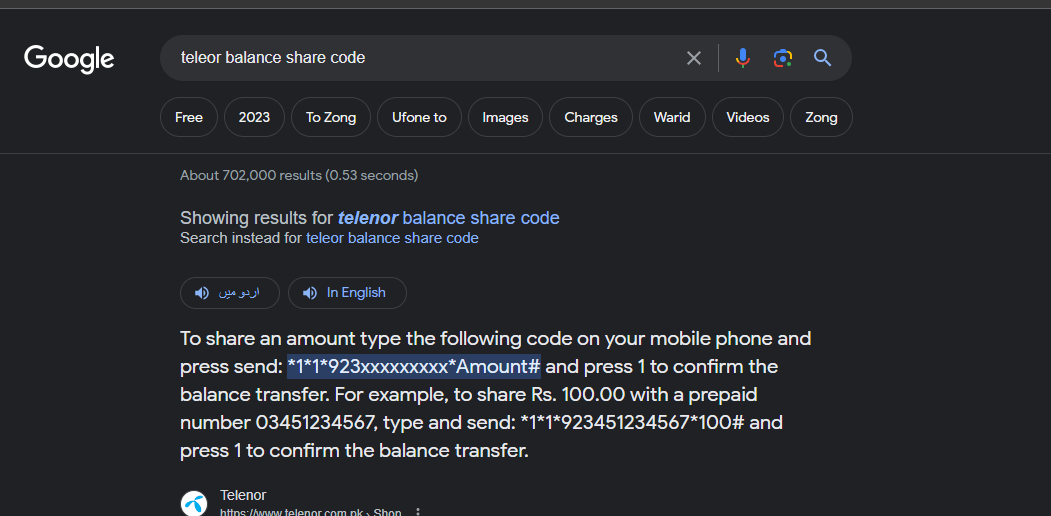 Google
teleor balance share code
Free 2023 To Zong Ufone to Images Charges Warid Videos Zong
About 702,000 results (0.53 seconds)
Showing results for telenor balance share code
Search instead for teleor balance share code
اردو میں In English
To share an amount type the following code on your mobile phone and
press send: *1*1*923xxxxxxxxx*Amount# and press 1 to confirm the
balance transfer. For example, to share Rs. 100.00 with a prepaid
number 03451234567, type and send: *1*1*923451234567*100# and
press 1 to confirm the balance transfer.
Telenor
https://www.telenor.com.pk › Shop